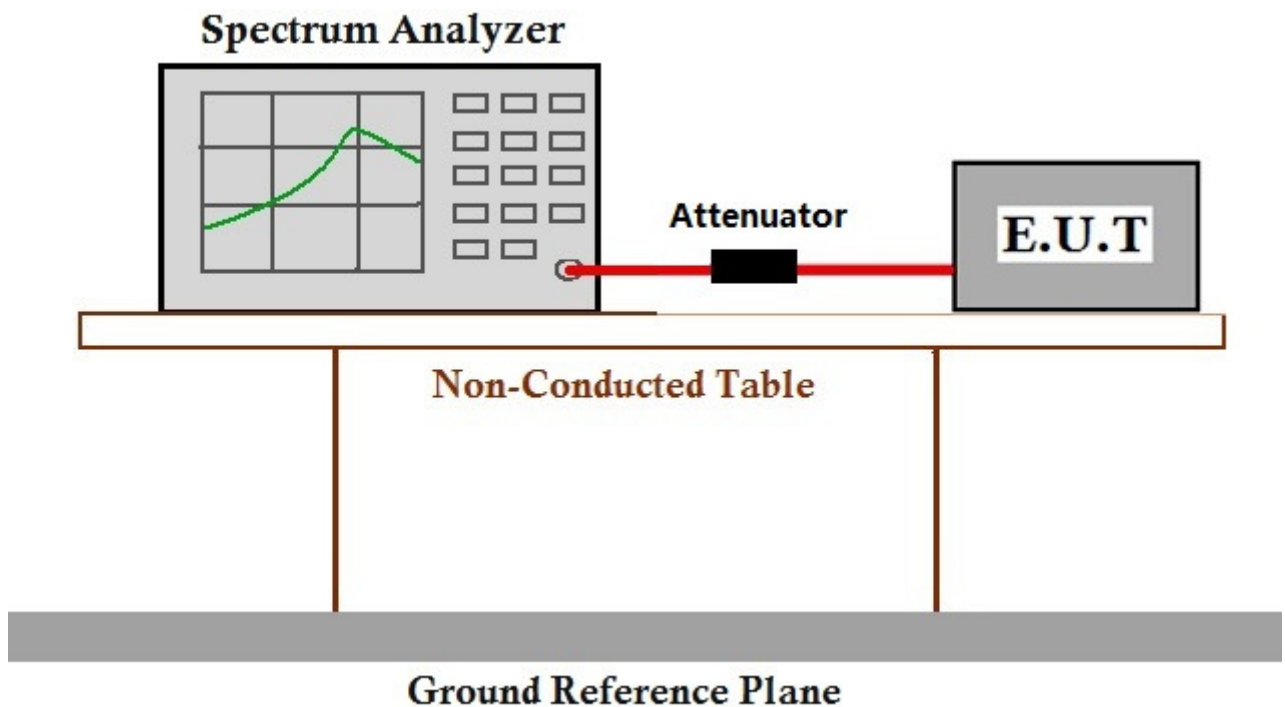 Spectrum Analyzer
Attenuator
E.U.T
Non-Conducted Table
Ground Reference Plane